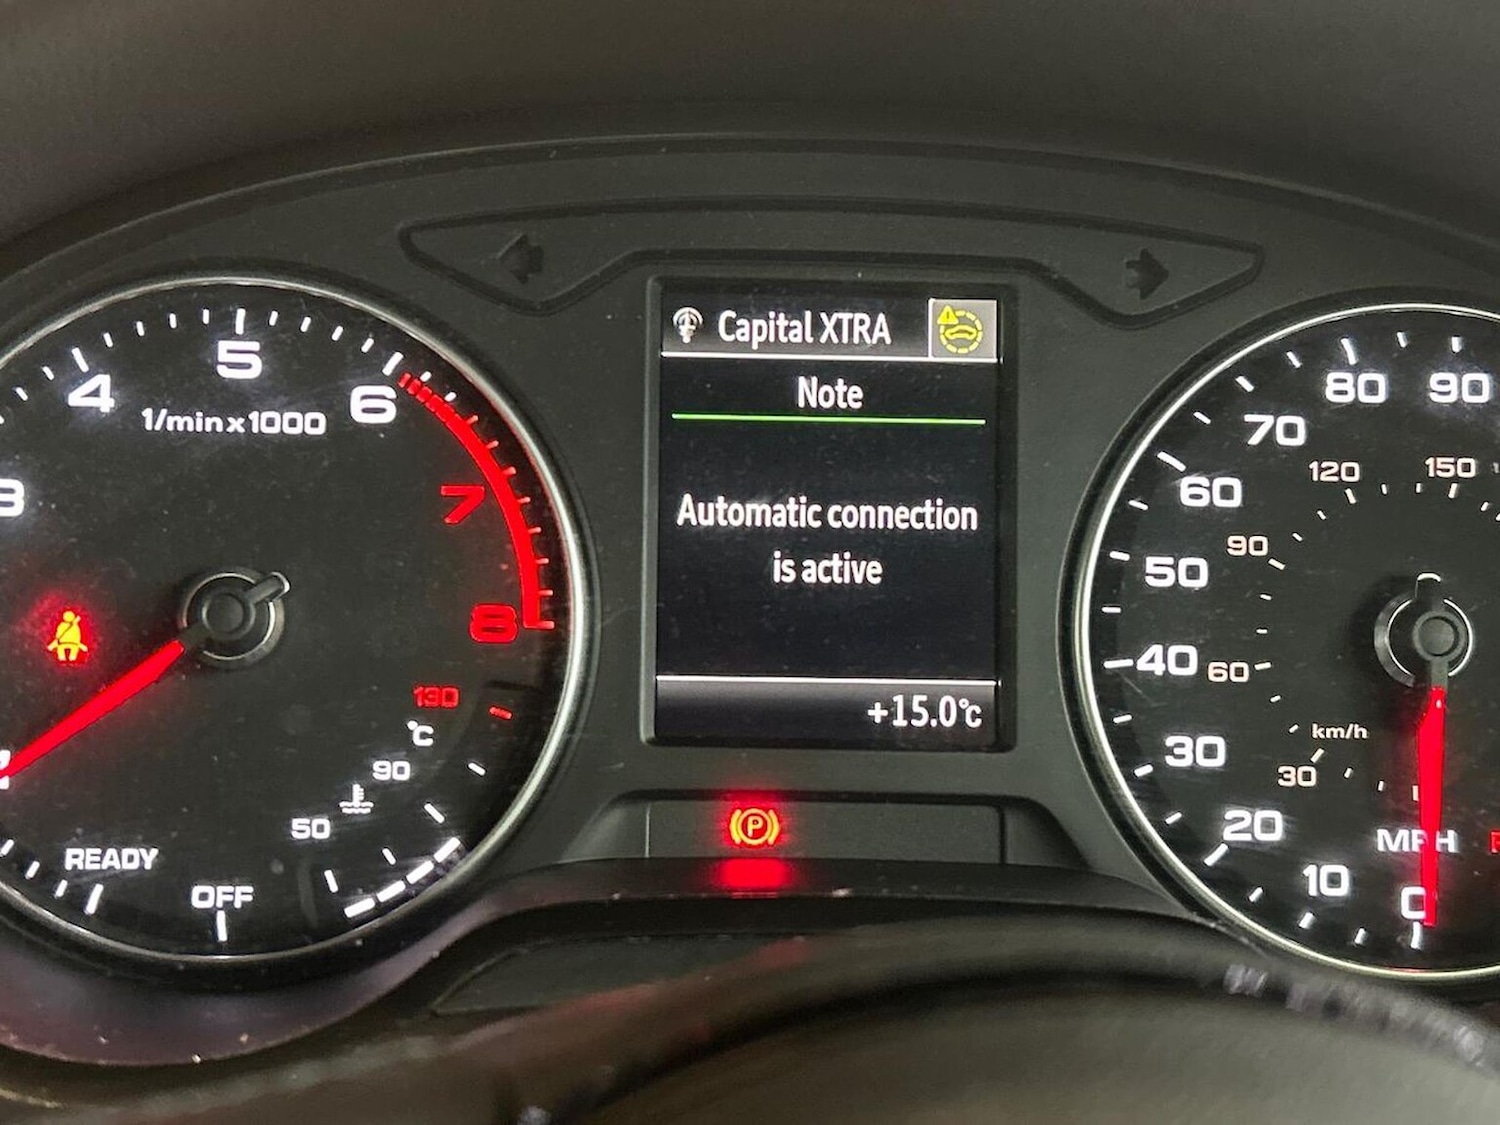 Capital XTRA
Note
Automatic connection
is active
+15.0°C
3
4
5
6
7
8
1/min x 1000
130
°C
90
50
READY
OFF
P
80
90
70
120
150
60
90
50
40
60
km/h
30
30
20
MPH
10
0